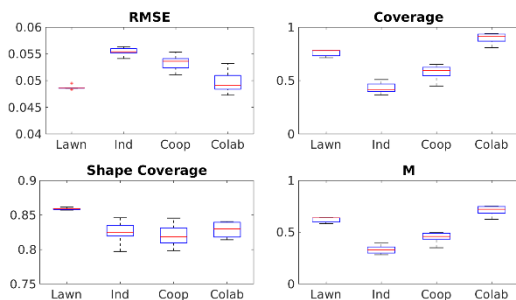 RMSE
0.06
0.055
0.05
0.045
0.04
Lawn Ind Coop Colab
Coverage
1
0.5
0
Lawn Ind Coop Colab
Shape Coverage
0.9
0.85
0.8
0.75
Lawn Ind Coop Colab
M
1
0.5
0
Lawn Ind Coop Colab